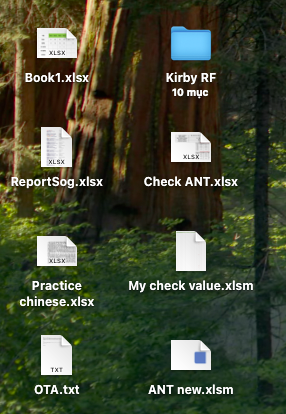 XLSX
Book1.xlsx
Kirby RF
10 mục
XLSX
ReportSog.xlsx
XLSX
Check ANT.xlsx
XLSX
Practice
chinese.xlsx
My check value.xlsm
TXT
OTA.txt
ANT new.xlsm